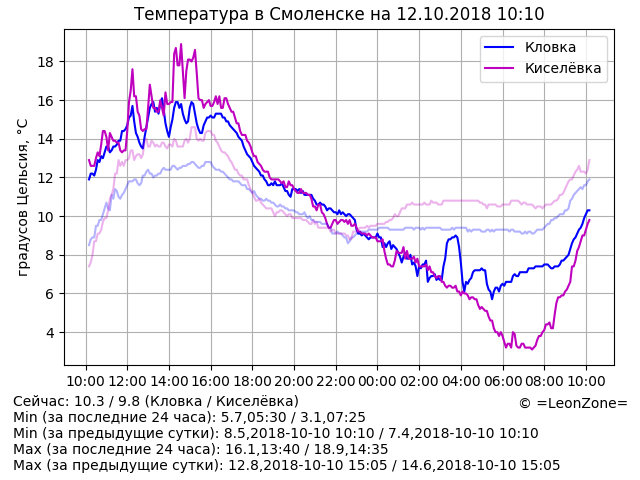 Температура в Смоленске на 12.10.2018 10:10
Кловка
Киселёвка
градусов Цельсия, °C
18
16
14
12
10
8
6
4
10:00 12:00 14:00 16:00 18:00 20:00 22:00 00:00 02:00 04:00 06:00 08:00 10:00
Сейчас: 10.3 / 9.8 (Кловка / Киселёвка)
© =LeonZone=
Min (за последние 24 часа): 5.7,05:30 / 3.1,07:25
Min (за предыдущие сутки): 8.5,2018-10-10 10:10 / 7.4,2018-10-10 10:10
Max (за последние 24 часа): 16.1,13:40 / 18.9,14:35
Max (за предыдущие сутки): 12.8,2018-10-10 15:05 / 14.6,2018-10-10 15:05